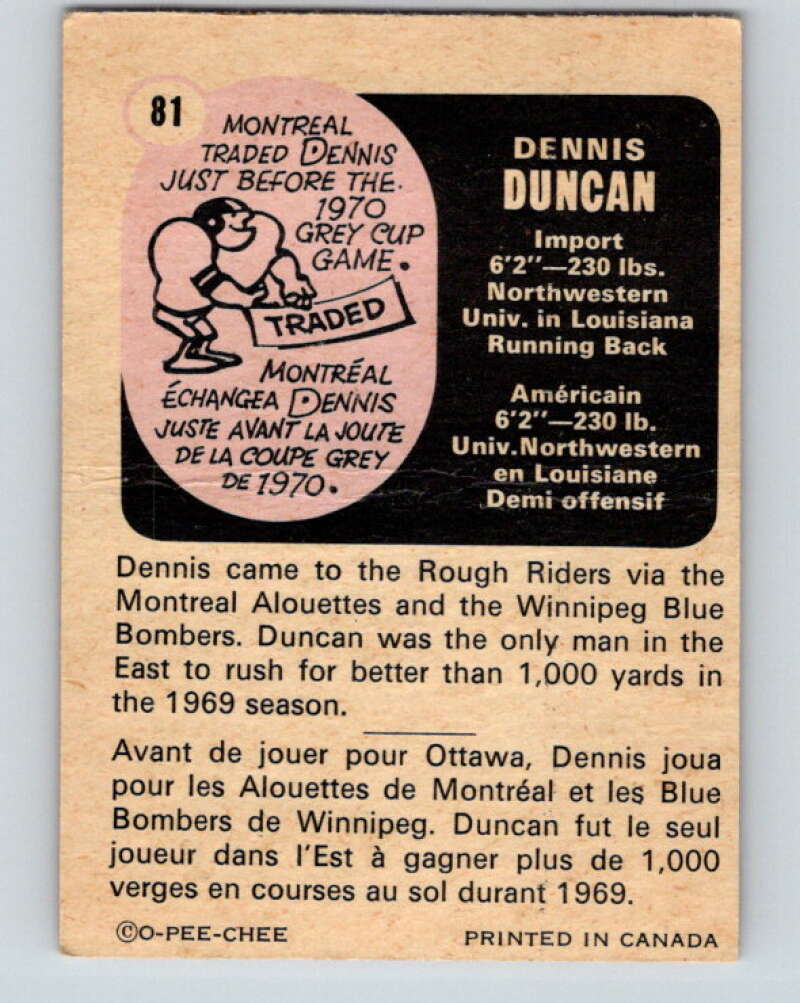 81
MONTREAL
TRADED DENNIS
JUST BEFORE THE.
1970
GREY CUP
GAME.
TRADED
MONTRÉAL
ÉCHANGEA DENNIS
JUSTE AVANT LA JOUTE
DE LA COUPE GREY
DE 1970.
DENNIS
DUNCAN
Import
6'2"—230 lbs.
Northwestern
Univ. in Louisiana
Running Back
Américain
6'2"—230 lb.
Univ.Northwestern
en Louisiane
Demi offensif
Dennis came to the Rough Riders via the
Montreal Alouettes and the Winnipeg Blue
Bombers. Duncan was the only man in the
East to rush for better than 1,000 yards in
the 1969 season.
Avant de jouer pour Ottawa, Dennis joua
pour les Alouettes de Montréal et les Blue
Bombers de Winnipeg. Duncan fut le seul
joueur dans l'Est à gagner plus de 1,000
verges en courses au sol durant 1969.
©O-PEE-CHEE
PRINTED IN CANADA